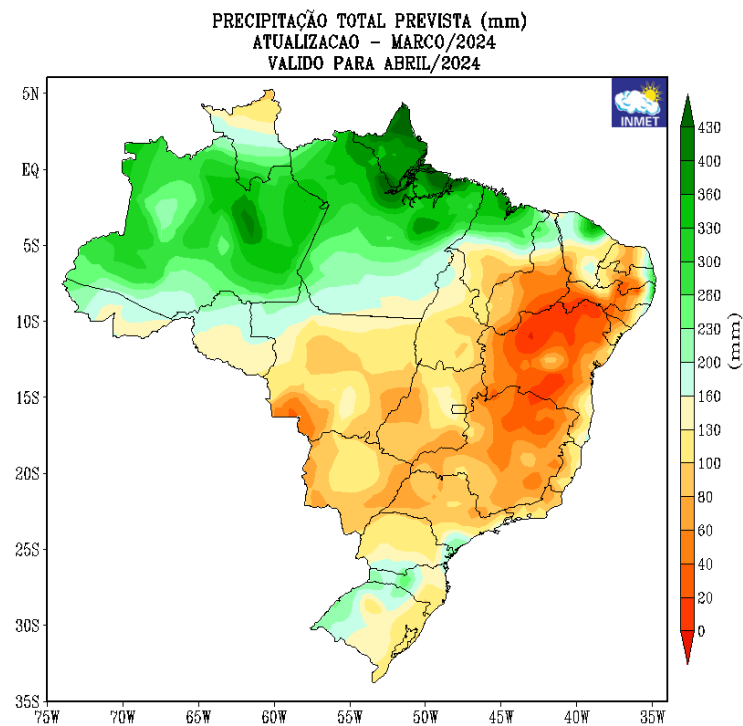 PRECIPITAÇÃO TOTAL PREVISTA (mm)
ATUALIZACAO - MARCO/2024
VALIDO PARA ABRIL/2024
INMET
5N
EQ
5S
10S
15S
20S
25S
30S
35S
75W
70W
65W
60W
55W
50W
45W
40W
35W
430
400
360
330
300
260
230
200
160
130
100
80
60
40
20
0
(mm)